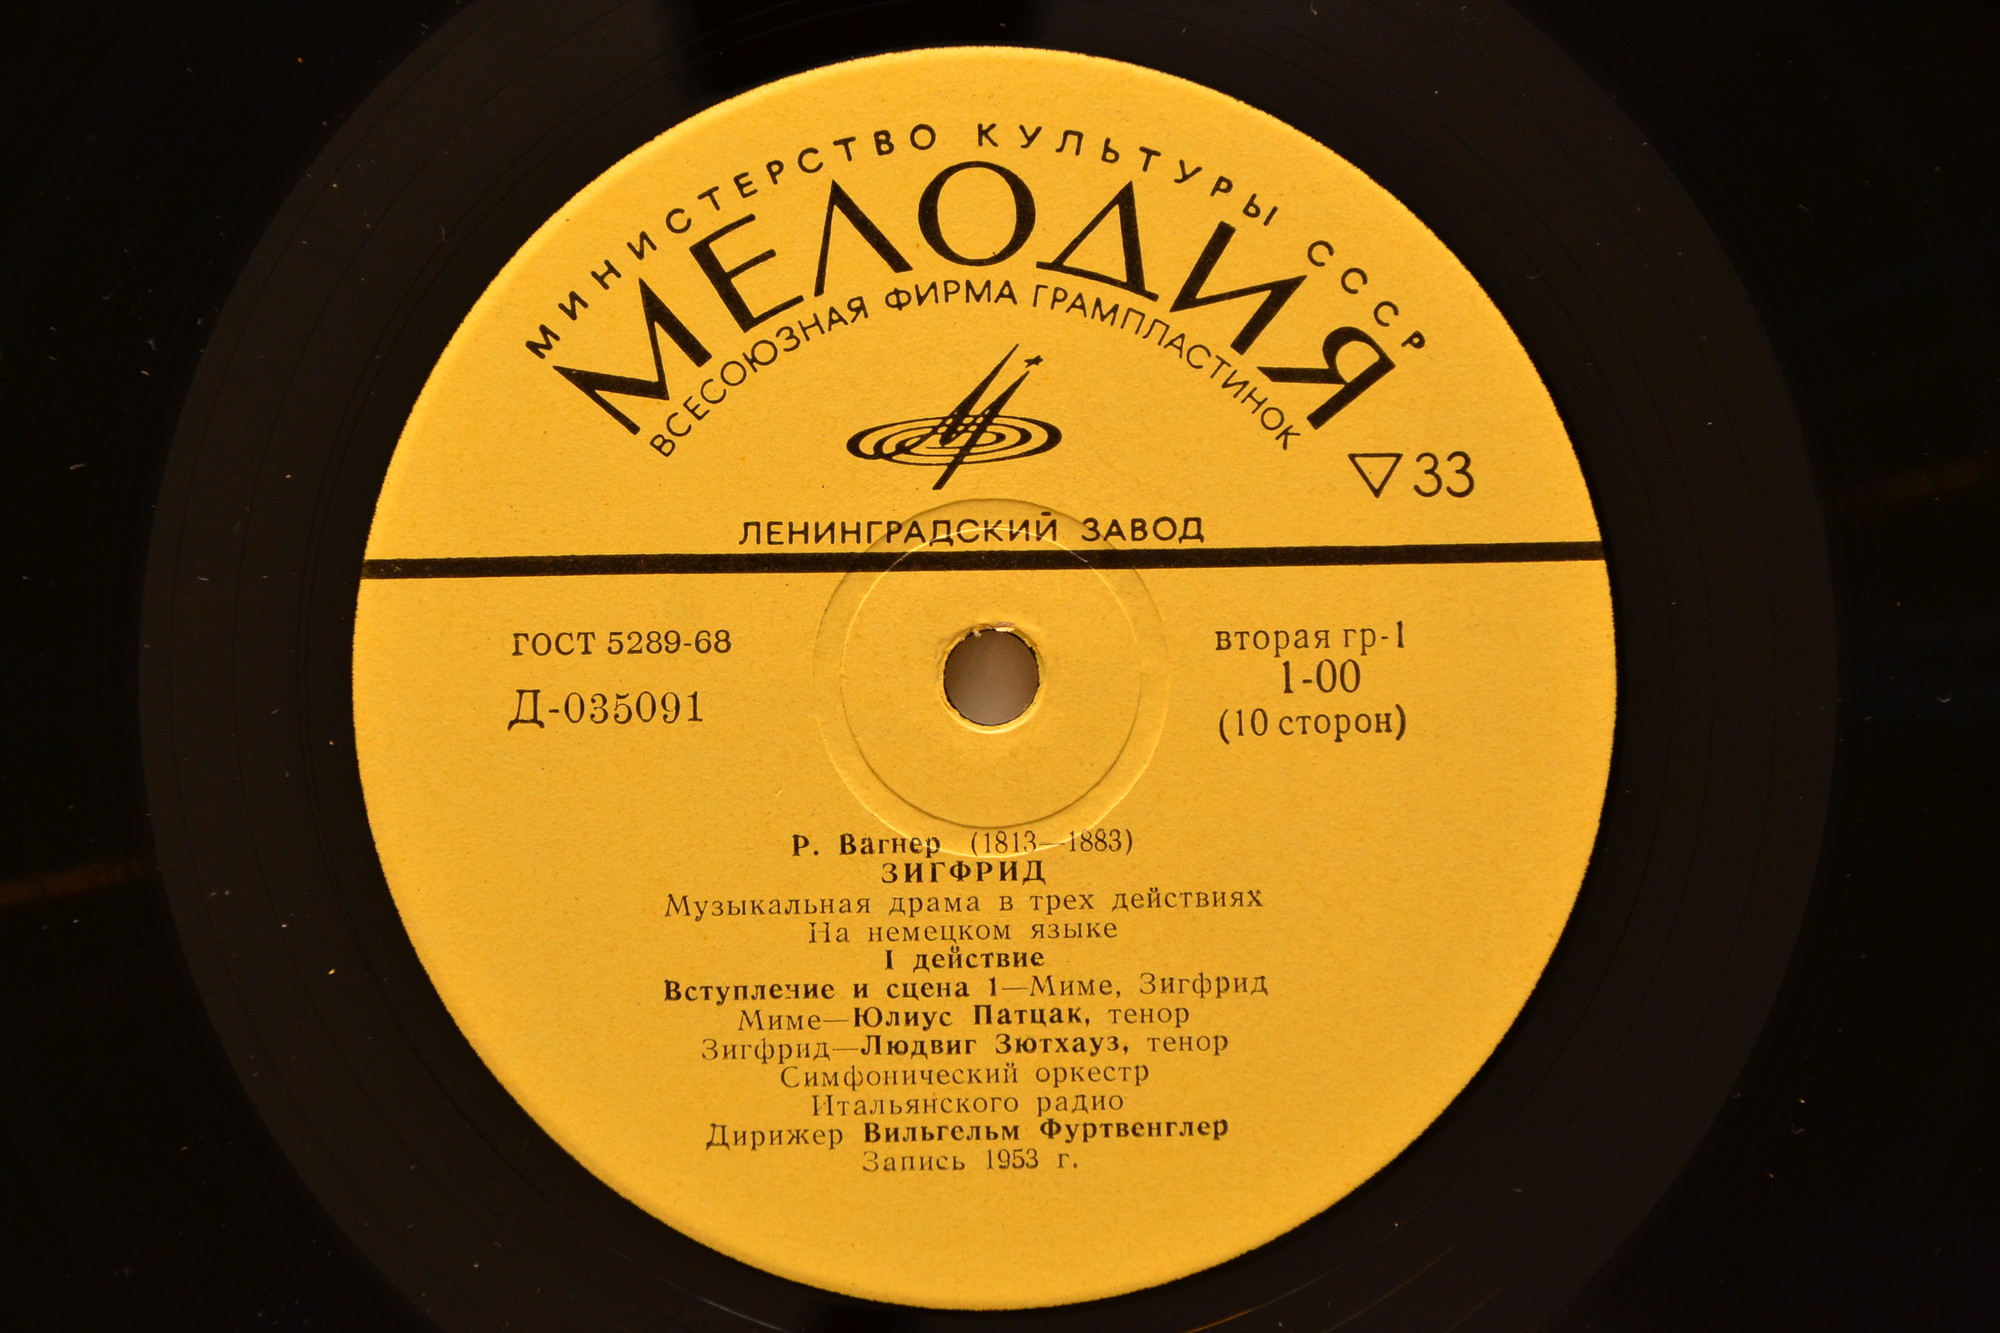 МИНИСТЕРСТВО КУЛЬТУРЫ СССР
МЕЛОДИЯ
ВСЕСОЮЗНАЯ ФИРМА ГРАМПЛАСТИНОК
▽33
ЛЕНИНГРАДСКИЙ ЗАВОД
ГОСТ 5289-68
Д-035091
вторая гр-1
1-00
(10 сторон)
Р. Вагнер (1813—1883)
ЗИГФРИД
Музыкальная драма в трех действиях
На немецком языке
I действие
Вступление и сцена 1—Миме, Зигфрид
Миме—Юлиус Патцак, тенор
Зигфрид—Людвиг Зютхауз, тенор
Симфонический оркестр
Итальянского радио
Дирижер Вильгельм Фуртвенглер
Запись 1953 г.